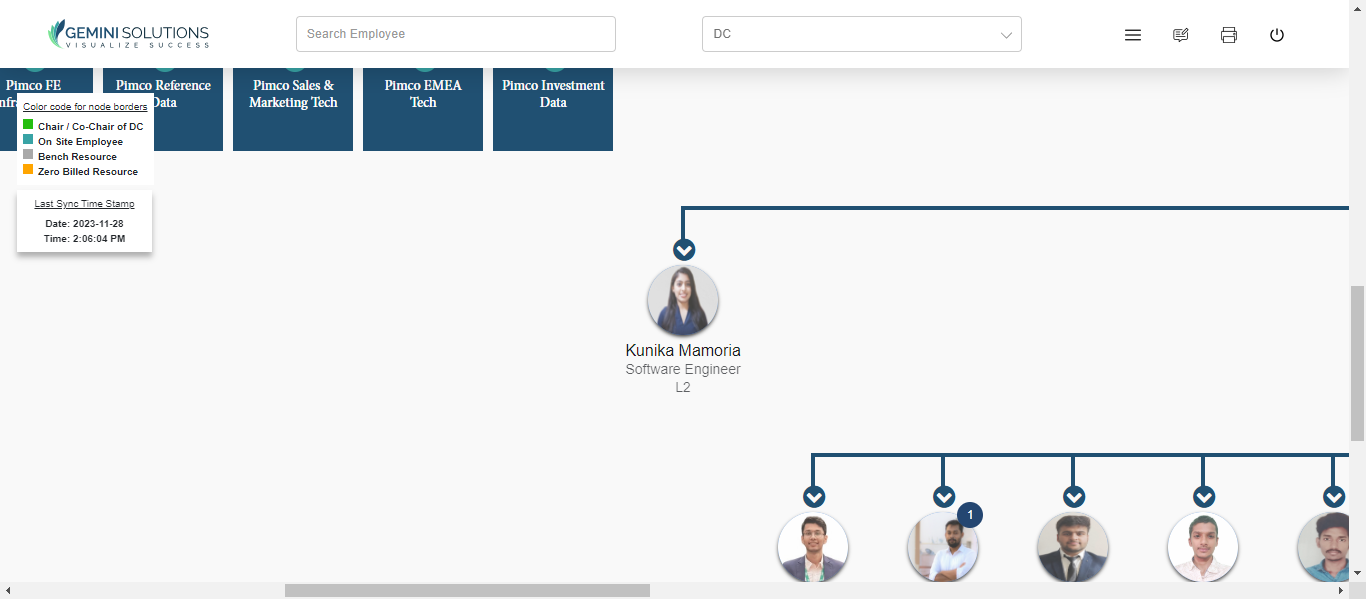 GEMINI SOLUTIONS
VISUALIZE SUCCESS
Search Employee
DC
Pimco FE
Pimco Reference
Data
Pimco Sales &
Marketing Tech
Pimco EMEA
Tech
Pimco Investment
Data
Color code for node borders
Chair / Co-Chair of DC
On Site Employee
Bench Resource
Zero Billed Resource
Last Sync Time Stamp
Date: 2023-11-28
Time: 2:06:04 PM
Kunika Mamoria
Software Engineer
L2
1